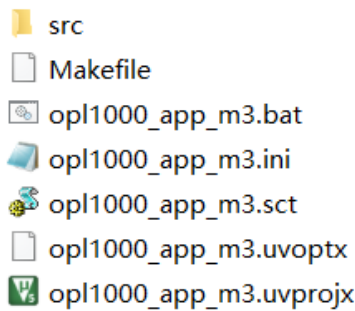 src
Makefile
opl1000_app_m3.bat
opl1000_app_m3.ini
opl1000_app_m3.sct
opl1000_app_m3.uvoptx
opl1000_app_m3.uvprojx